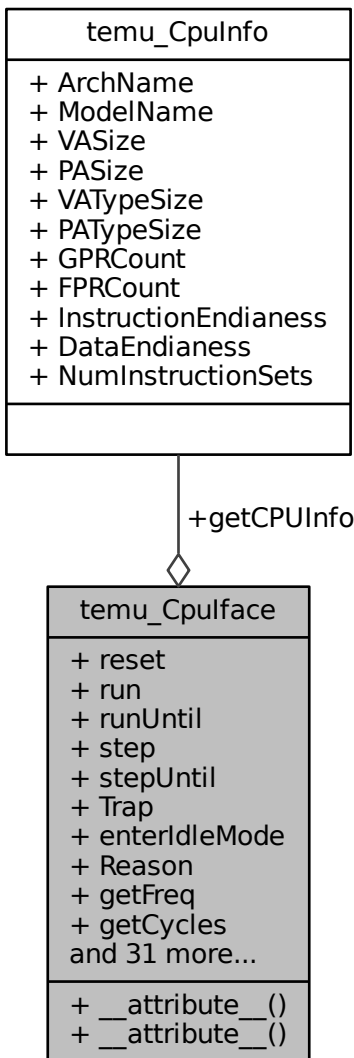 temu_CpuInfo
+ ArchName
+ ModelName
+ VASize
+ PASize
+ VATypeSize
+ PATypeSize
+ GPRCount
+ FPRCount
+ InstructionEndianess
+ DataEndianess
+ NumInstructionSets
+getCPUInfo
temu_CpuIface
+ reset
+ run
+ runUntil
+ step
+ stepUntil
+ Trap
+ enterIdleMode
+ Reason
+ getFreq
+ getCycles
and 31 more...
+ __attribute__()
+ __attribute__()